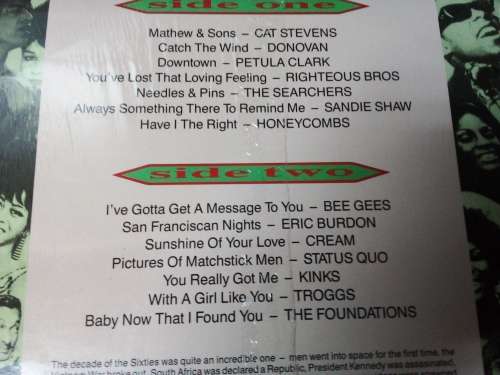 side one
Mathew & Sons – CAT STEVENS
Catch The Wind – DONOVAN
Downtown – PETULA CLARK
You've Lost That Loving Feeling – RIGHTEOUS BROS
Needles & Pins – THE SEARCHERS
Always Something There To Remind Me – SANDIE SHAW
Have I The Right – HONEYCOMBS
side two
I've Gotta Get A Message To You – BEE GEES
San Franciscan Nights – ERIC BURDON
Sunshine Of Your Love – CREAM
Pictures Of Matchstick Men – STATUS QUO
You Really Got Me – KINKS
With A Girl Like You – TROGGS
Baby Now That I Found You – THE FOUNDATIONS
The decade of the Sixties was quite an incredible one – men went into space for the first time, the
Vietnam War broke out, South Africa was declared a Republic, President Kennedy was assassinated,